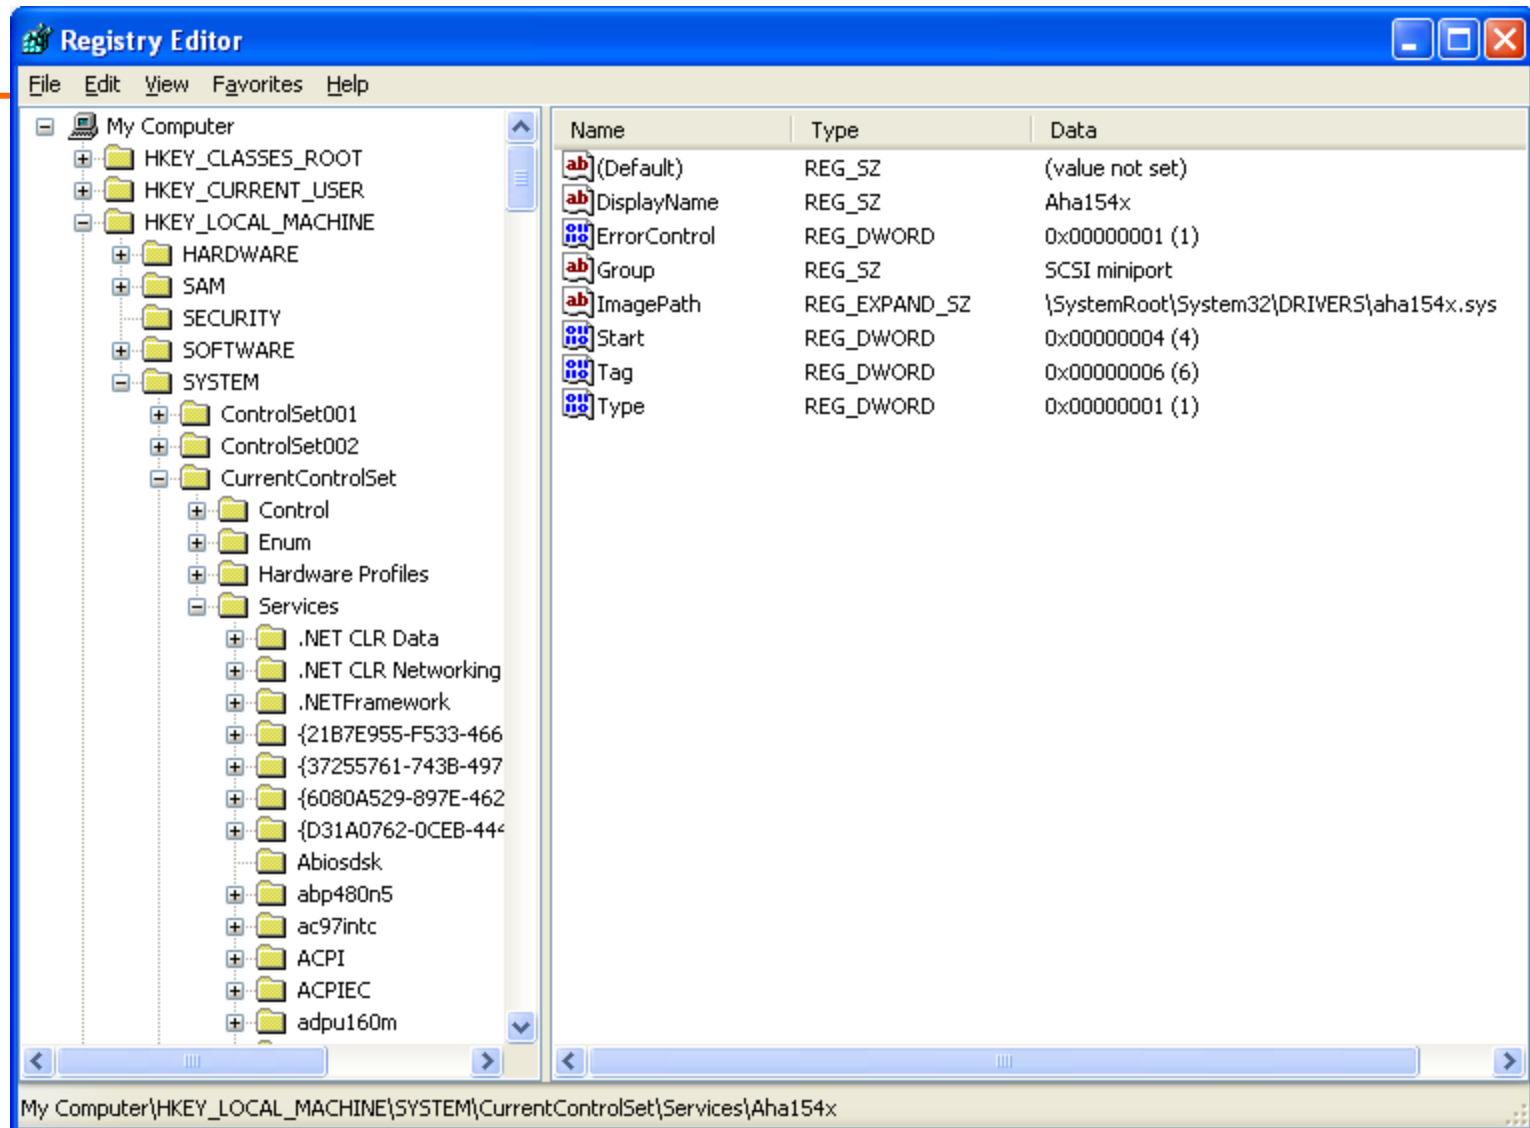 Registry Editor
File Edit View Favorites Help
My Computer
HKEY_CLASSES_ROOT
HKEY_CURRENT_USER
HKEY_LOCAL_MACHINE
HARDWARE
SAM
SECURITY
SOFTWARE
SYSTEM
ControlSet001
ControlSet002
CurrentControlSet
Control
Enum
Hardware Profiles
Services
.NET CLR Data
.NET CLR Networking
.NETFramework
{21B7E955-F533-466
{37255761-743B-497
{6080A529-897E-462
{D31A0762-0CEB-444
Abiosdsk
abp480n5
ac97intc
ACPI
ACPIEC
adpu160m
Name Type Data
(Default) REG_SZ (value not set)
DisplayName REG_SZ Aha154x
ErrorControl REG_DWORD 0x00000001 (1)
Group REG_SZ SCSI miniport
ImagePath REG_EXPAND_SZ \SystemRoot\System32\DRIVERS\aha154x.sys
Start REG_DWORD 0x00000004 (4)
Tag REG_DWORD 0x00000006 (6)
Type REG_DWORD 0x00000001 (1)
My Computer\HKEY_LOCAL_MACHINE\SYSTEM\CurrentControlSet\Services\Aha154x